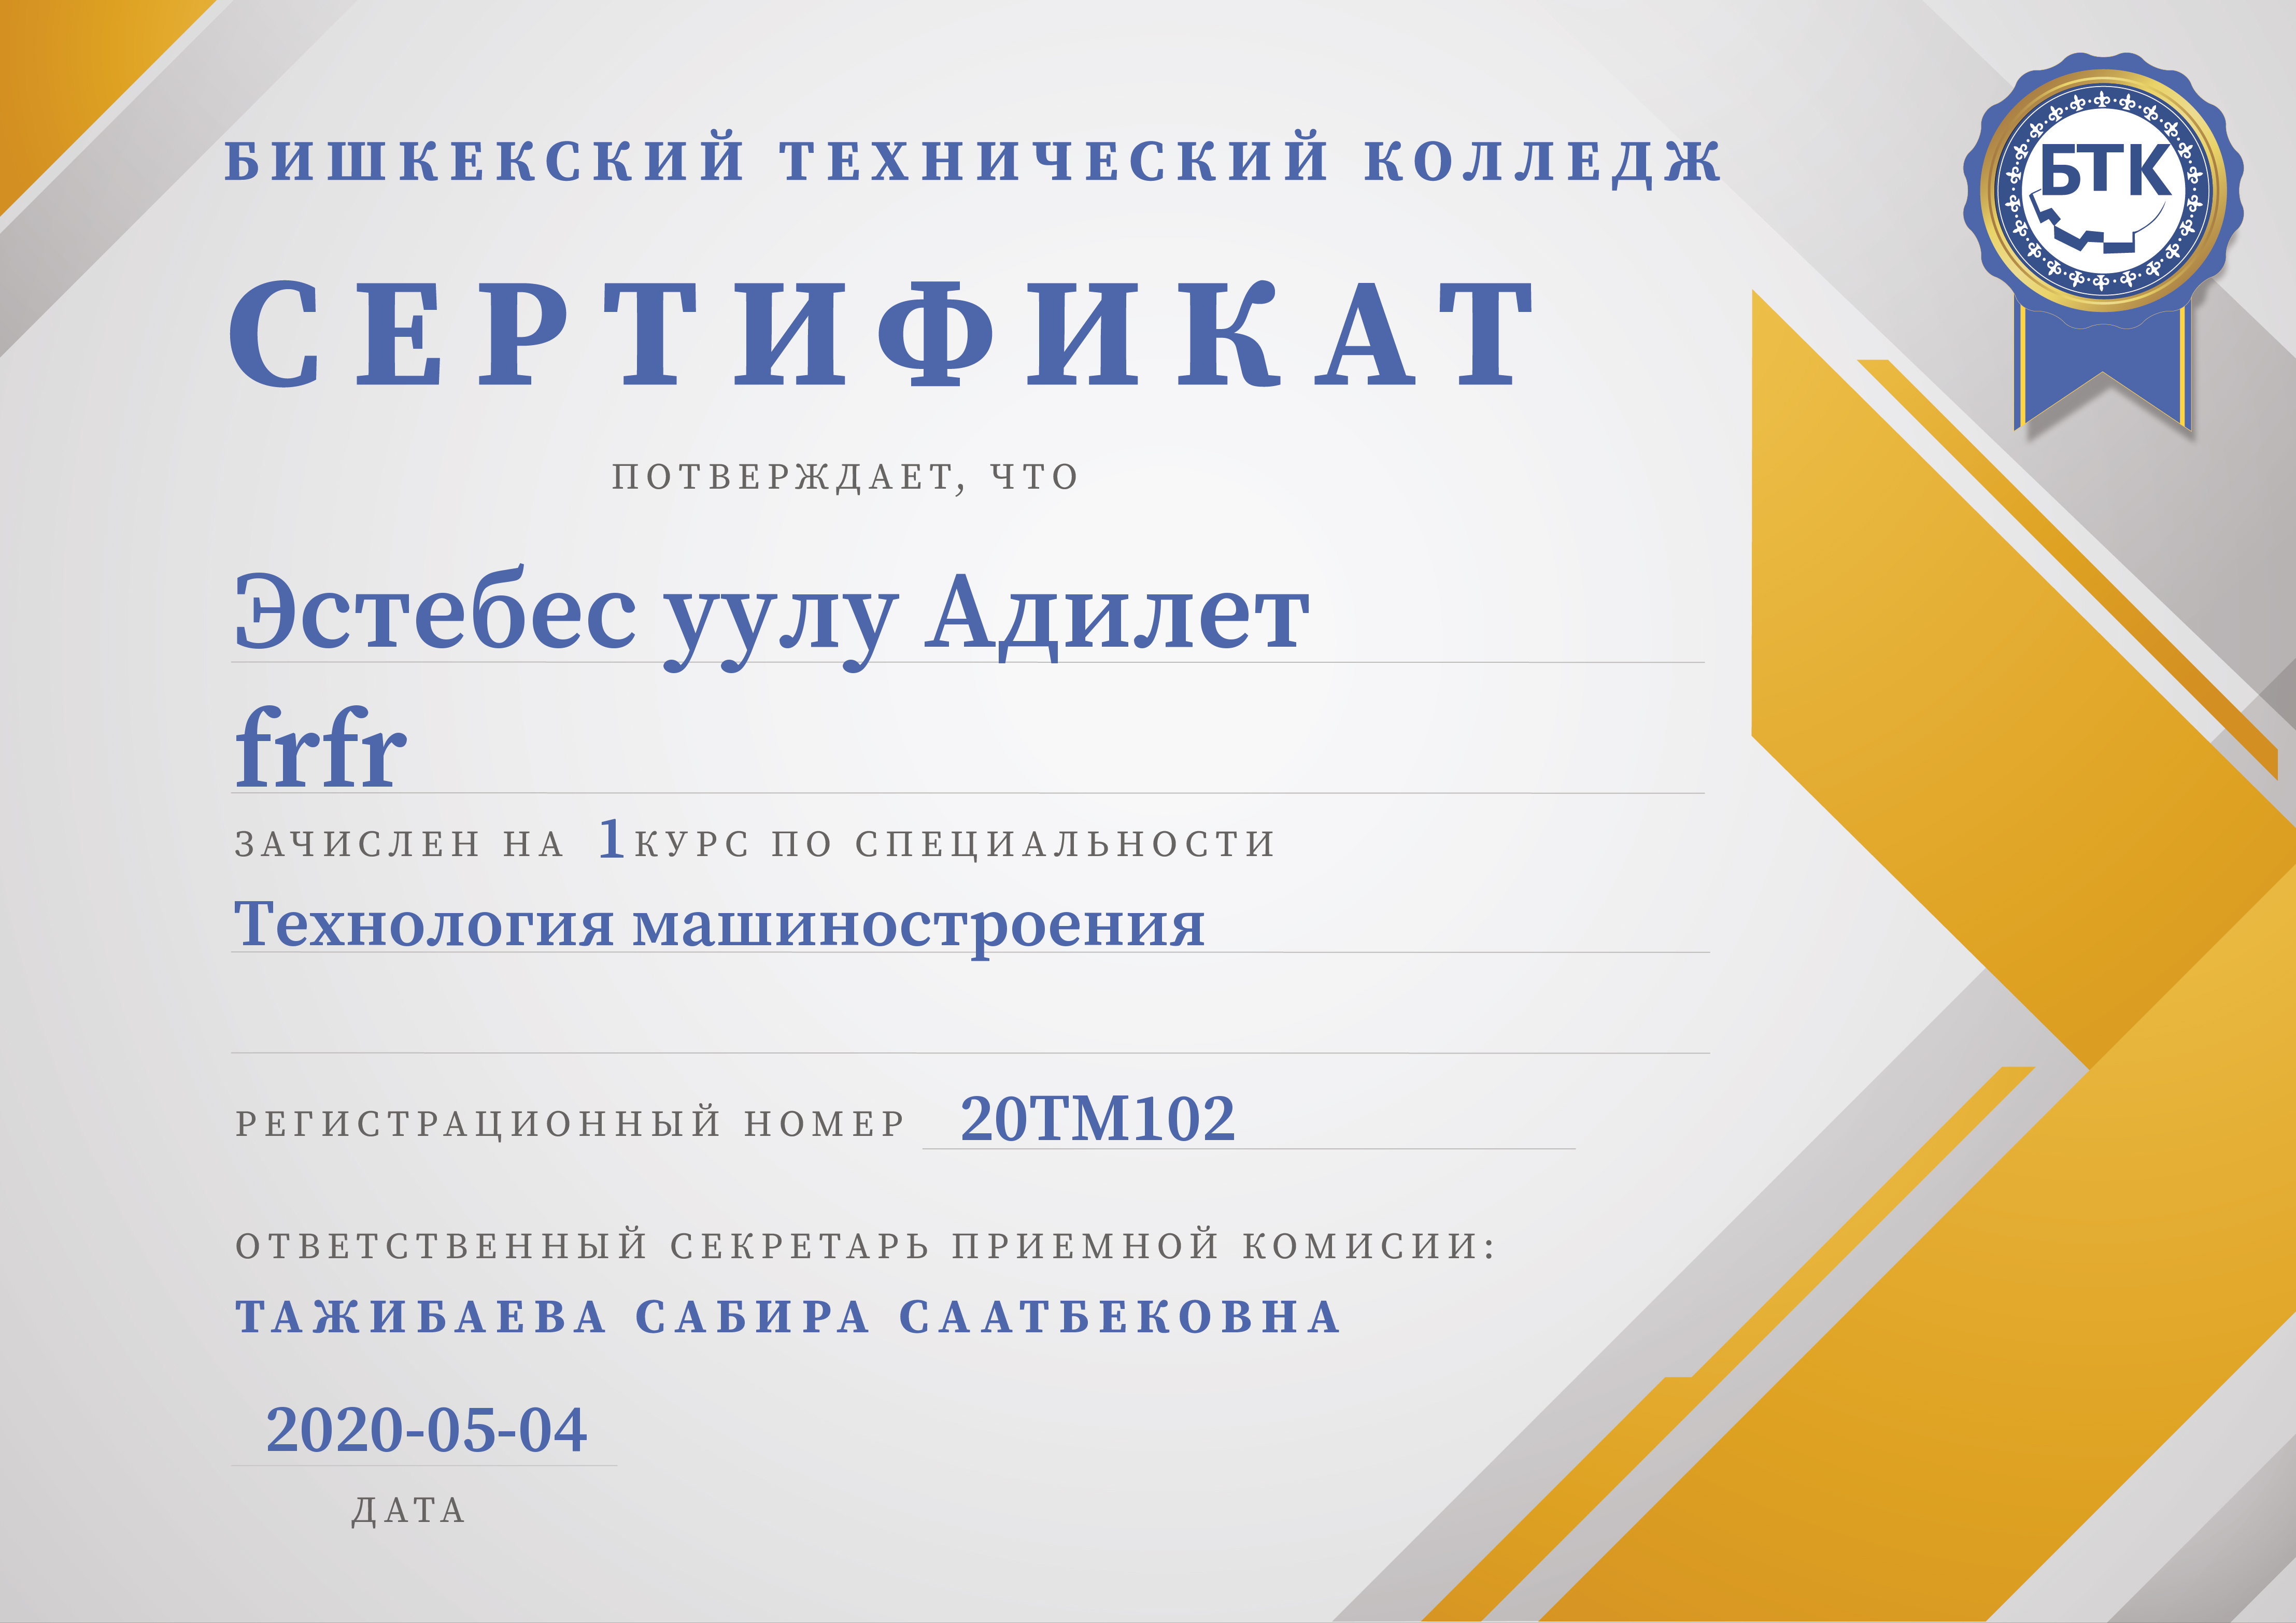 БИШКЕКСКИЙ ТЕХНИЧЕСКИЙ КОЛЛЕДЖ
БТК
СЕРТИФИКАТ
ПОТВЕРЖДАЕТ, ЧТО
Эстебес уулу Адилет
frfr
ЗАЧИСЛЕН НА 1 КУРС ПО СПЕЦИАЛЬНОСТИ
Технология машиностроения
РЕГИСТРАЦИОННЫЙ НОМЕР 20ТМ102
ОТВЕТСТВЕННЫЙ СЕКРЕТАРЬ ПРИЕМНОЙ КОМИСИИ:
ТАЖИБАЕВА САБИРА СААТБЕКОВНА
2020-05-04
ДАТА